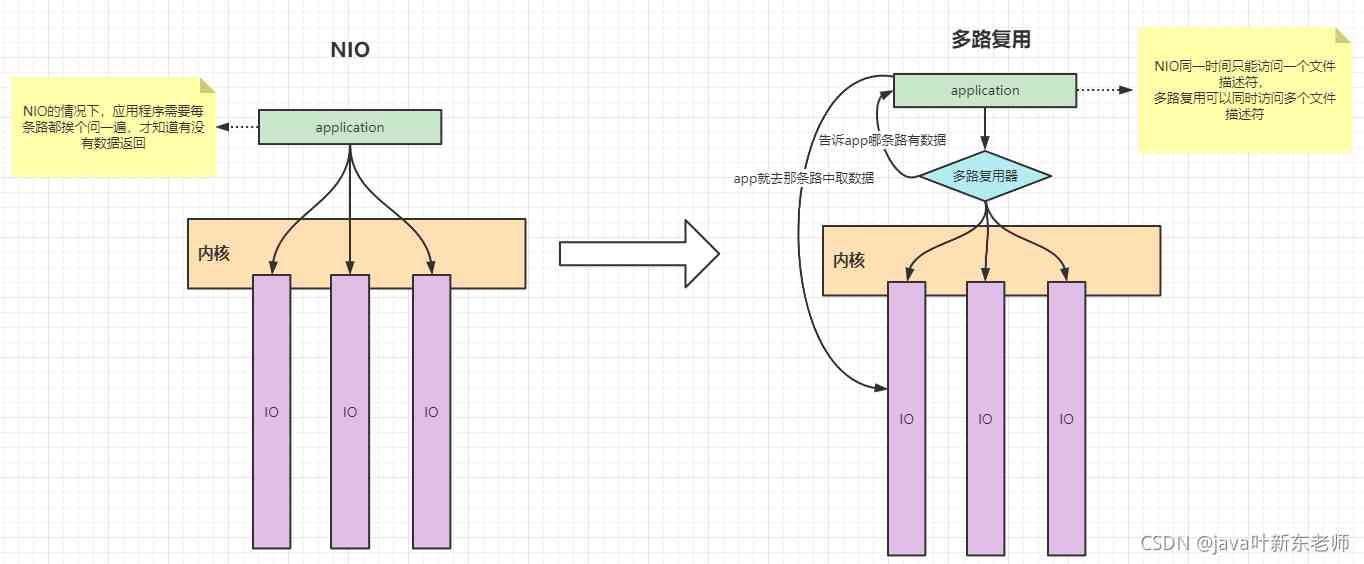 NIO
NIO的情况下，应用程序需要每
条路都挨个问一遍，才知道有没
有数据返回
application
内核
IO
IO
IO
多路复用
NIO同一时间只能访问一个文件
描述符，
多路复用可以同时访问多个文件
描述符
application
告诉app哪条路有数据
app就去那条路中取数据
多路复用器
内核
IO
IO
IO
CSDN @java叶新东老师